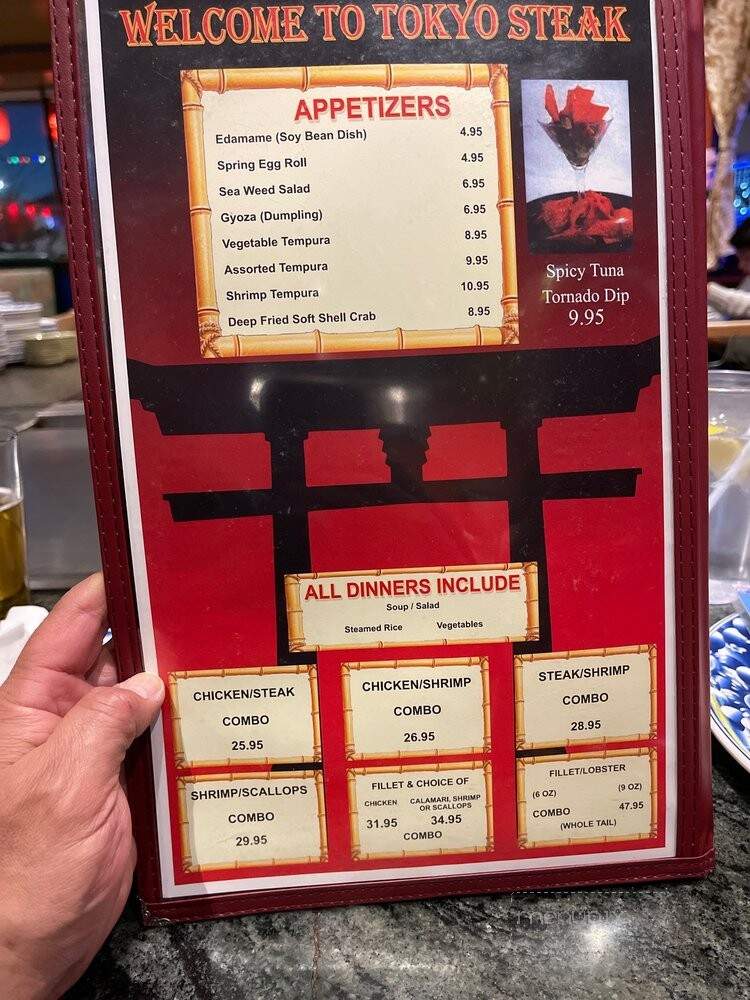 WELCOME TO TOKYO STEAK
APPETIZERS
Edamame (Soy Bean Dish) 4.95
Spring Egg Roll 4.95
Sea Weed Salad 6.95
Gyoza (Dumpling) 6.95
Vegetable Tempura 8.95
Assorted Tempura 9.95
Shrimp Tempura 10.95
Deep Fried Soft Shell Crab 8.95
Spicy Tuna
Tornado Dip
9.95
ALL DINNERS INCLUDE
Soup / Salad
Steamed Rice Vegetables
CHICKEN/STEAK
COMBO
25.95
CHICKEN/SHRIMP
COMBO
26.95
STEAK/SHRIMP
COMBO
28.95
SHRIMP/SCALLOPS
COMBO
29.95
FILLET & CHOICE OF
CHICKEN CALAMARI, SHRIMP
OR SCALLOPS
31.95 34.95
COMBO
FILLET/LOBSTER
(6 OZ) (9 OZ)
COMBO 47.95
(WHOLE TAIL)